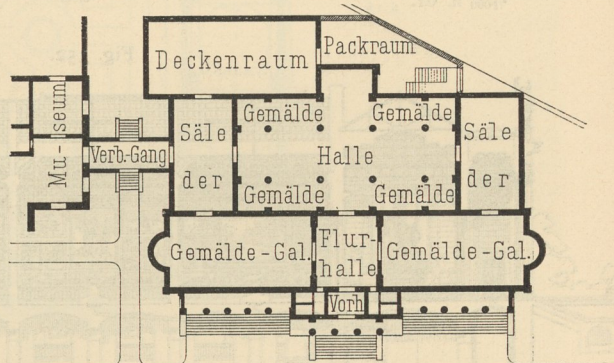 Deckenraum
Packraum
Gemälde
Gemälde
Mu-
seum
Verb.-Gang
Säle
der
Halle
Säle
der
Gemälde
Gemälde
Gemälde-Gal.
Flur-
halle
Gemälde-Gal.
Vorh